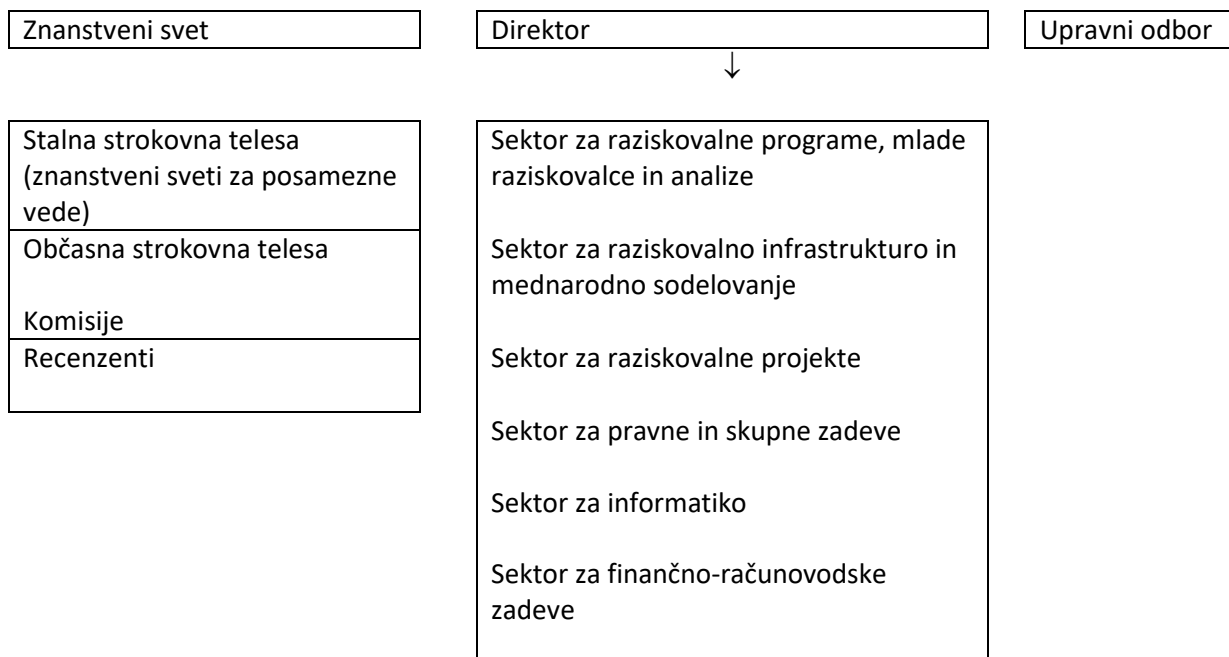 Znanstveni svet
Direktor
Upravni odbor
↓
Stalna strokovna telesa
(znanstveni sveti za posamezne
vede)
Občasna strokovna telesa
Komisije
Recenzenti
Sektor za raziskovalne programe, mlade
raziskovalce in analize
Sektor za raziskovalno infrastrukturo in
mednarodno sodelovanje
Sektor za raziskovalne projekte
Sektor za pravne in skupne zadeve
Sektor za informatiko
Sektor za finančno-računovodske
zadeve